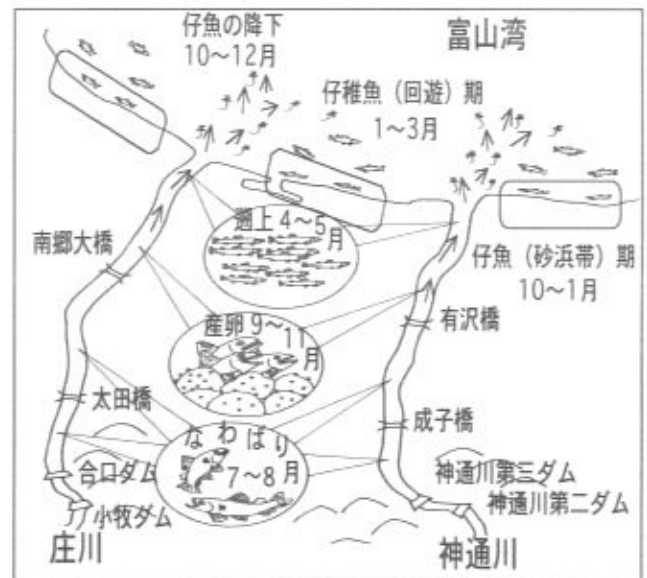 仔魚の降下
10〜12月
富山湾
仔稚魚（回遊）期
1〜3月
遡上4〜5月
南郷大橋
仔魚（砂浜帯）期
10〜1月
産卵9〜11月
有沢橋
太田橋
成子橋
なわばり
7〜8月
合口ダム
神通川第三ダム
小牧ダム
神通川第二ダム
庄川
神通川